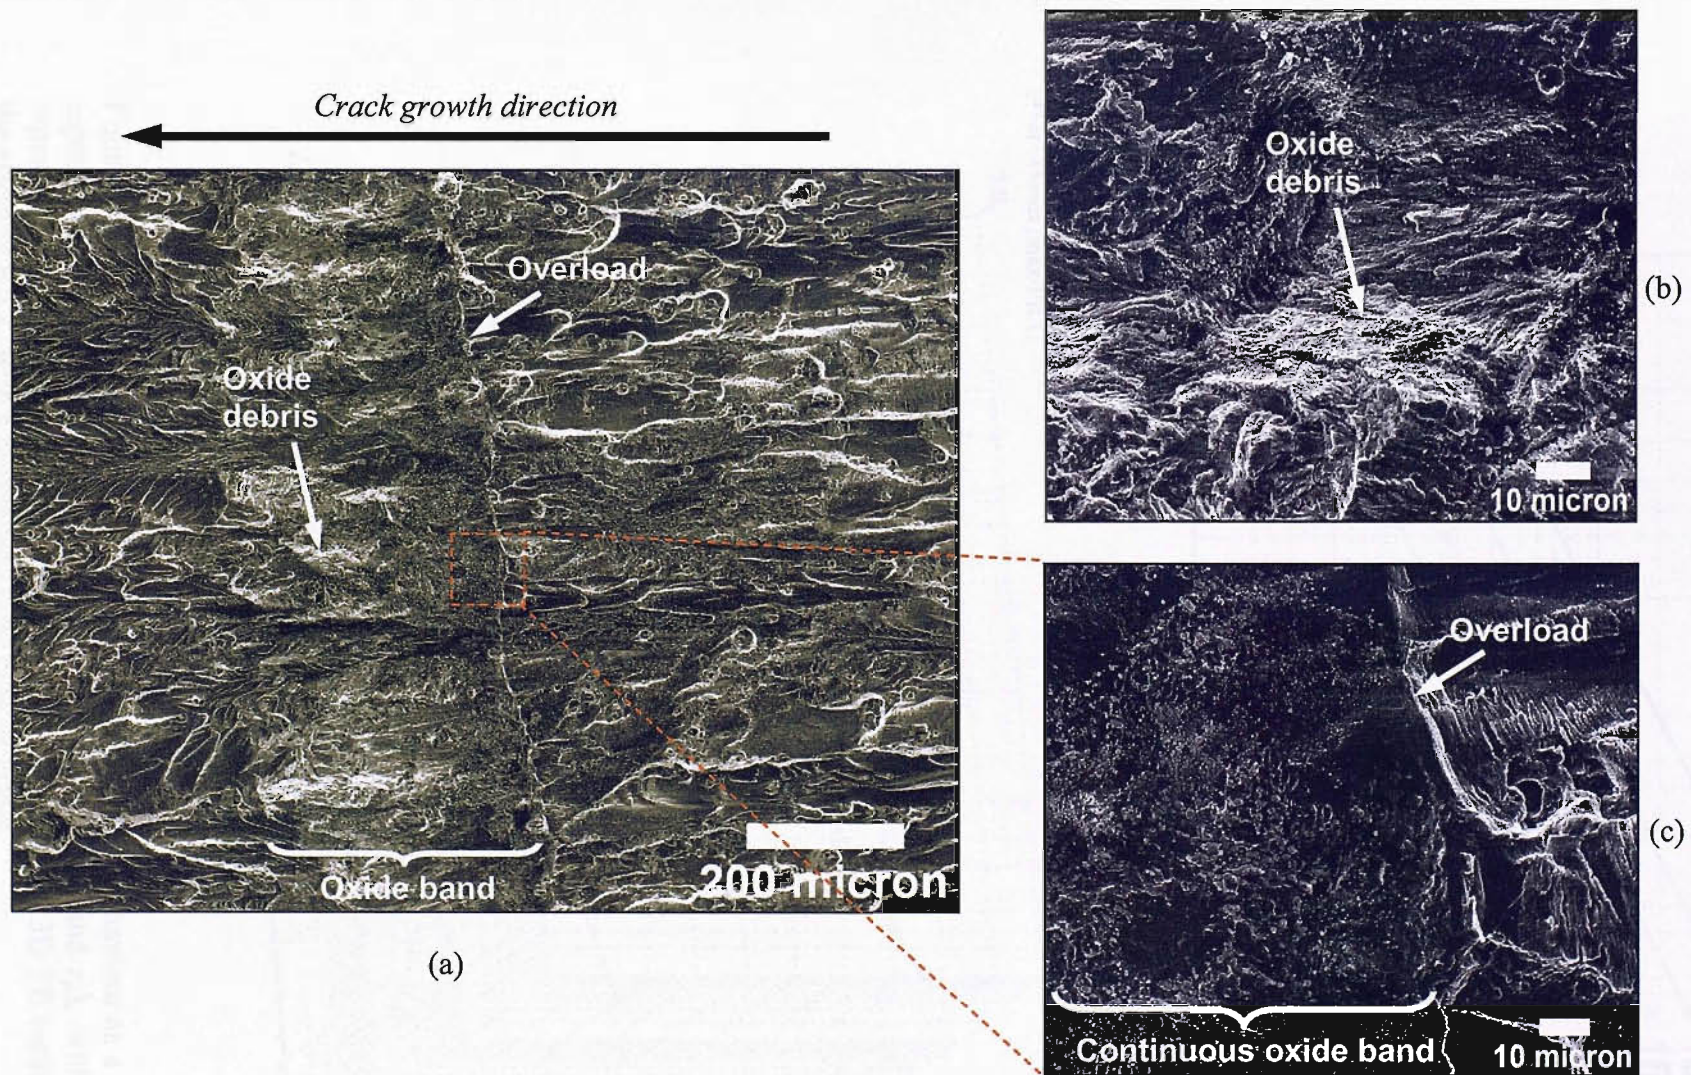 Crack growth direction
Overload
Oxide
debris
Oxide band
200 micron
(a)
Oxide
debris
10 micron
(b)
Overload
Continuous oxide band
10 micron
(c)